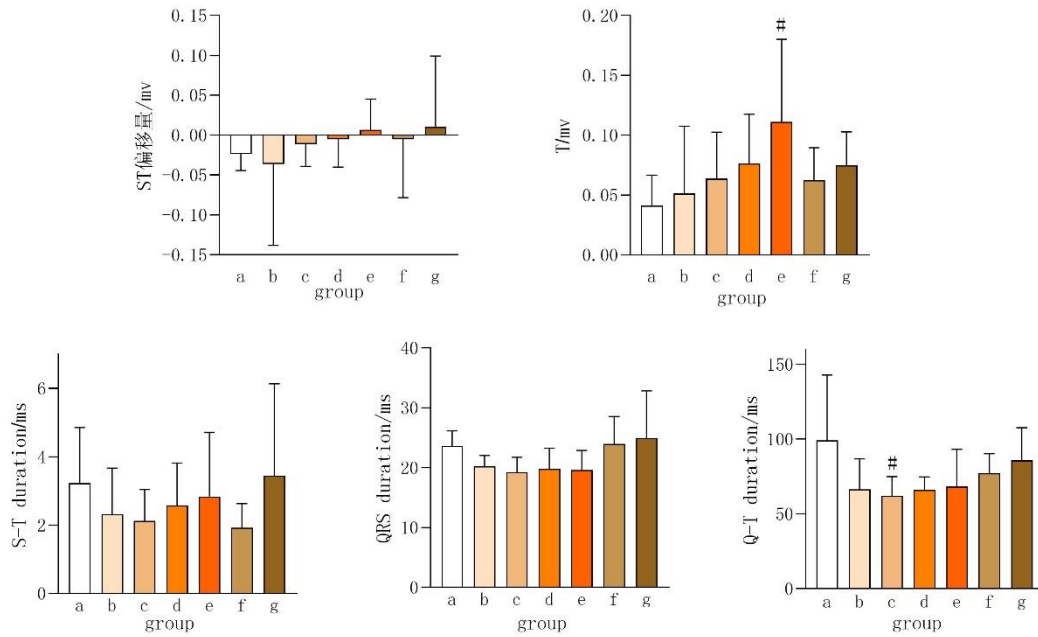 ST偏移量/mv
0.15
0.10
0.05
0.00
-0.05
-0.10
-0.15
a b c d e f g
group
T/mv
0.20
0.15
0.10
0.05
0.00
#
a b c d e f g
group
S-T duration/ms
6
4
2
0
a b c d e f g
group
QRS duration/ms
40
30
20
10
0
a b c d e f g
group
Q-T duration/ms
150
100
50
0
#
a b c d e f g
group